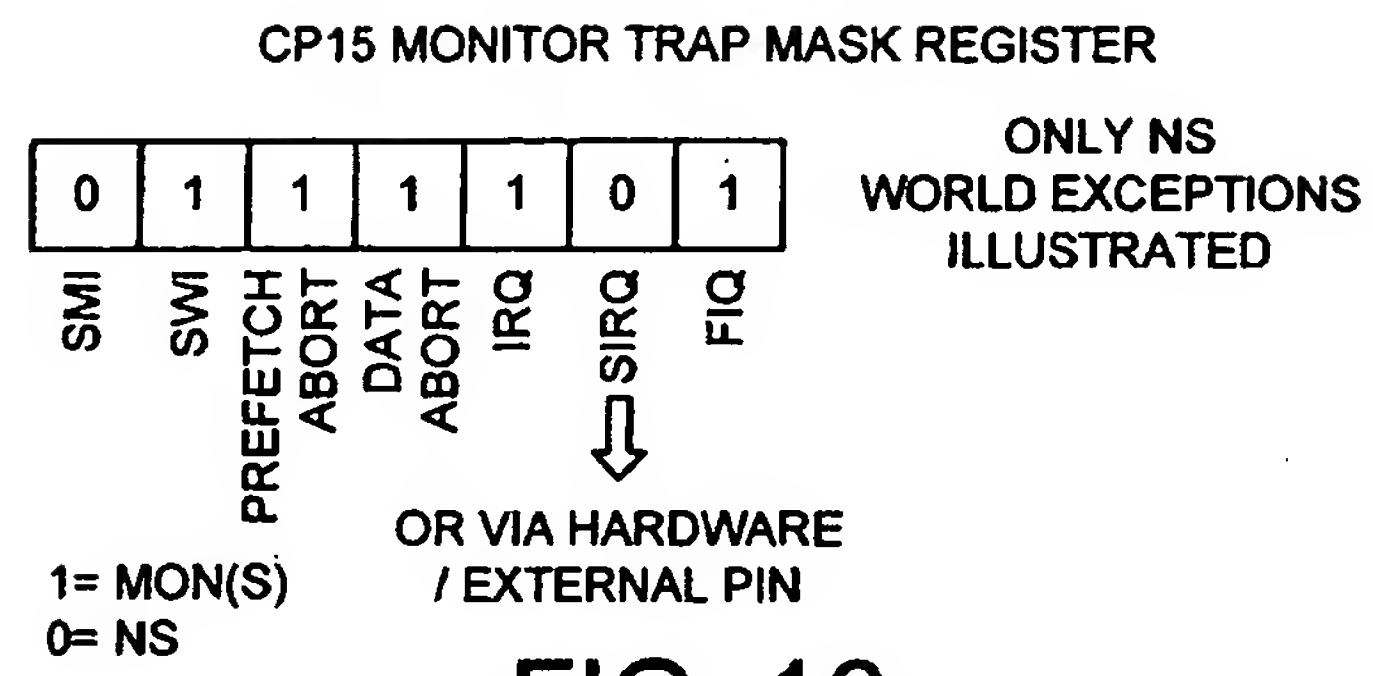 CP15 MONITOR TRAP MASK REGISTER
ONLY NS
WORLD EXCEPTIONS
ILLUSTRATED
0 1 1 1 1 0 1
SMI
SWI
PREFETCH
ABORT
DATA
ABORT
IRQ
SIRQ
FIQ
OR VIA HARDWARE
/ EXTERNAL PIN
1= MON(S)
0= NS